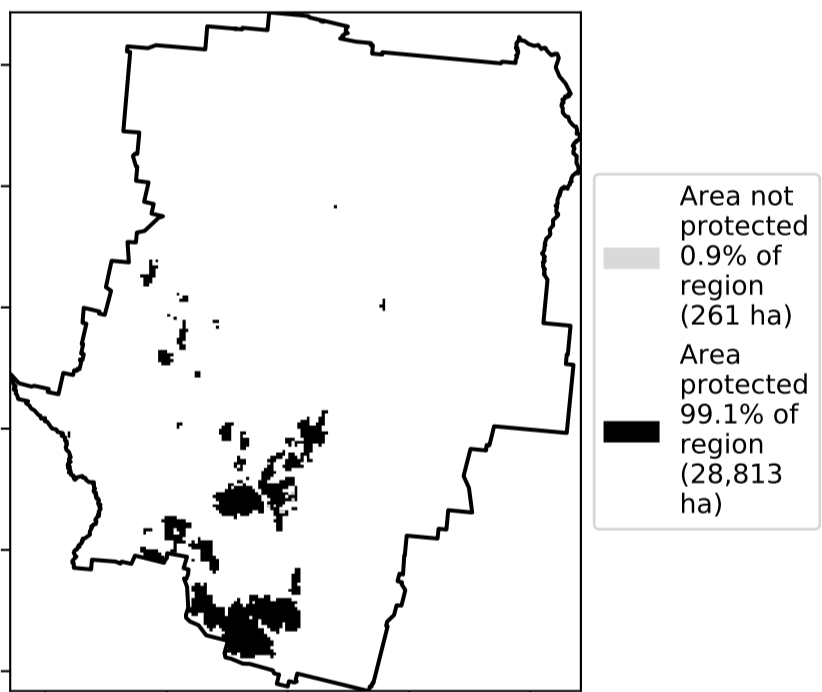 Area not
protected
0.9% of
region
(261 ha)
Area
protected
99.1% of
region
(28,813
ha)